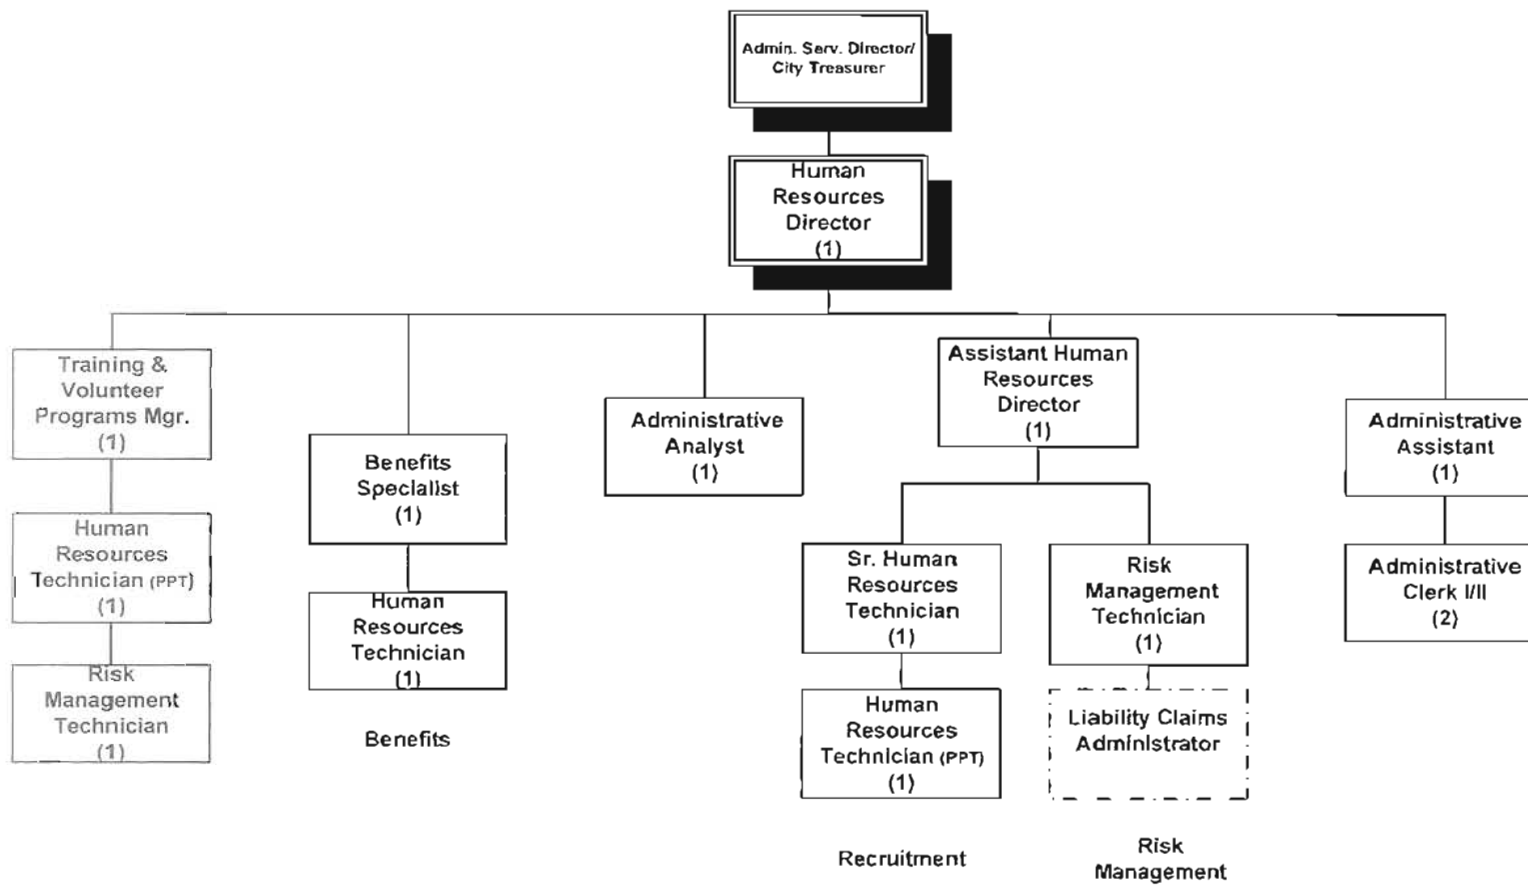 Admin. Serv. Director/
City Treasurer
Human
Resources
Director
(1)
Training &
Volunteer
Programs Mgr.
(1)
Human
Resources
Technician (PPT)
(1)
Risk
Management
Technician
(1)
Benefits
Specialist
(1)
Human
Resources
Technician
(1)
Benefits
Administrative
Analyst
(1)
Assistant Human
Resources
Director
(1)
Sr. Human
Resources
Technician
(1)
Human
Resources
Technician (PPT)
(1)
Recruitment
Risk
Management
Technician
(1)
Liability Claims
Administrator
Risk
Management
Administrative
Assistant
(1)
Administrative
Clerk I/II
(2)